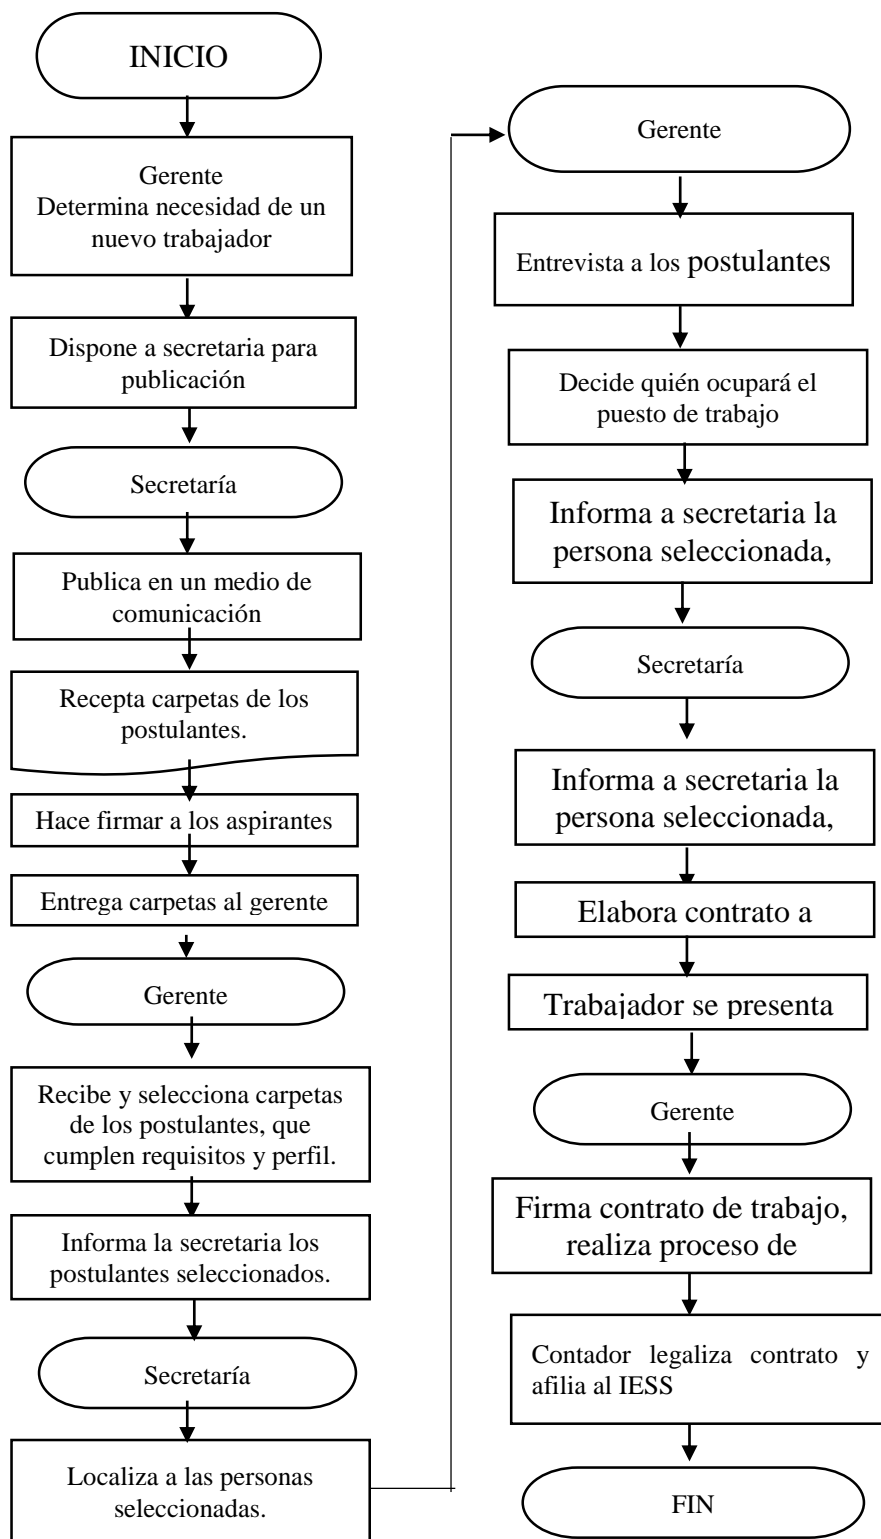 INICIO
Gerente
Determina necesidad de un
nuevo trabajador
Dispone a secretaria para
publicación
Secretaría
Publica en un medio de
comunicación
Recepta carpetas de los
postulantes.
Hace firmar a los aspirantes
Entrega carpetas al gerente
Gerente
Recibe y selecciona carpetas
de los postulantes, que
cumplen requisitos y perfil.
Informa la secretaria los
postulantes seleccionados.
Secretaría
Localiza a las personas
seleccionadas.
Gerente
Entrevista a los postulantes
Decide quién ocupará el
puesto de trabajo
Informa a secretaria la
persona seleccionada,
Secretaría
Informa a secretaria la
persona seleccionada,
Elabora contrato a
Trabajador se presenta
Gerente
Firma contrato de trabajo,
realiza proceso de
Contador legaliza contrato y
afilia al IESS
FIN